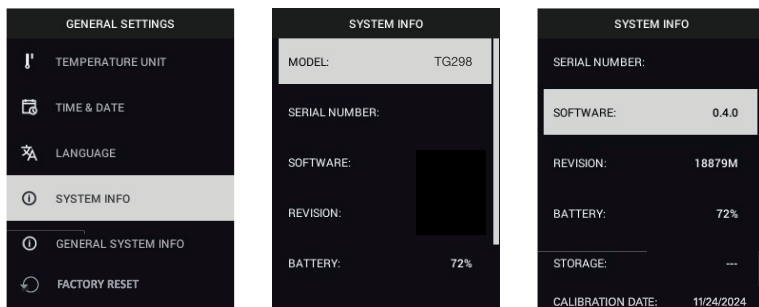 GENERAL SETTINGS
TEMPERATURE UNIT
TIME & DATE
LANGUAGE
SYSTEM INFO
GENERAL SYSTEM INFO
FACTORY RESET
SYSTEM INFO
MODEL: TG298
SERIAL NUMBER:
SOFTWARE:
REVISION:
BATTERY: 72%
SYSTEM INFO
SERIAL NUMBER:
SOFTWARE: 0.4.0
REVISION: 18879M
BATTERY: 72%
STORAGE: ---
CALIBRATION DATE: 11/24/2024